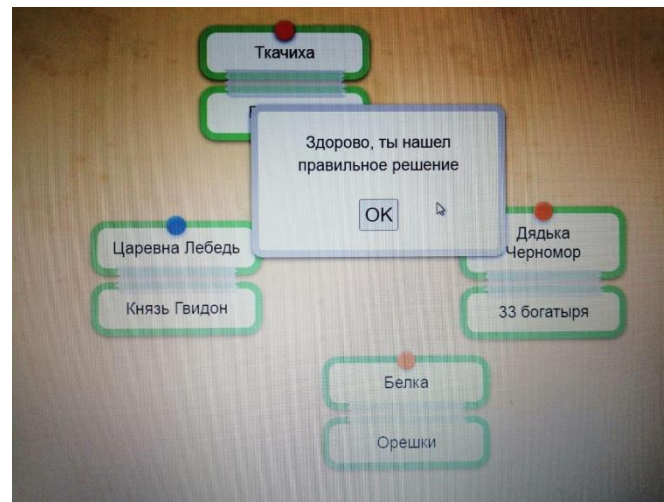 Ткачиха
Здорово, ты нашел
правильное решение
OK
Царевна Лебедь
Князь Гвидон
Дядька
Черномор
33 богатыря
Белка
Орешки